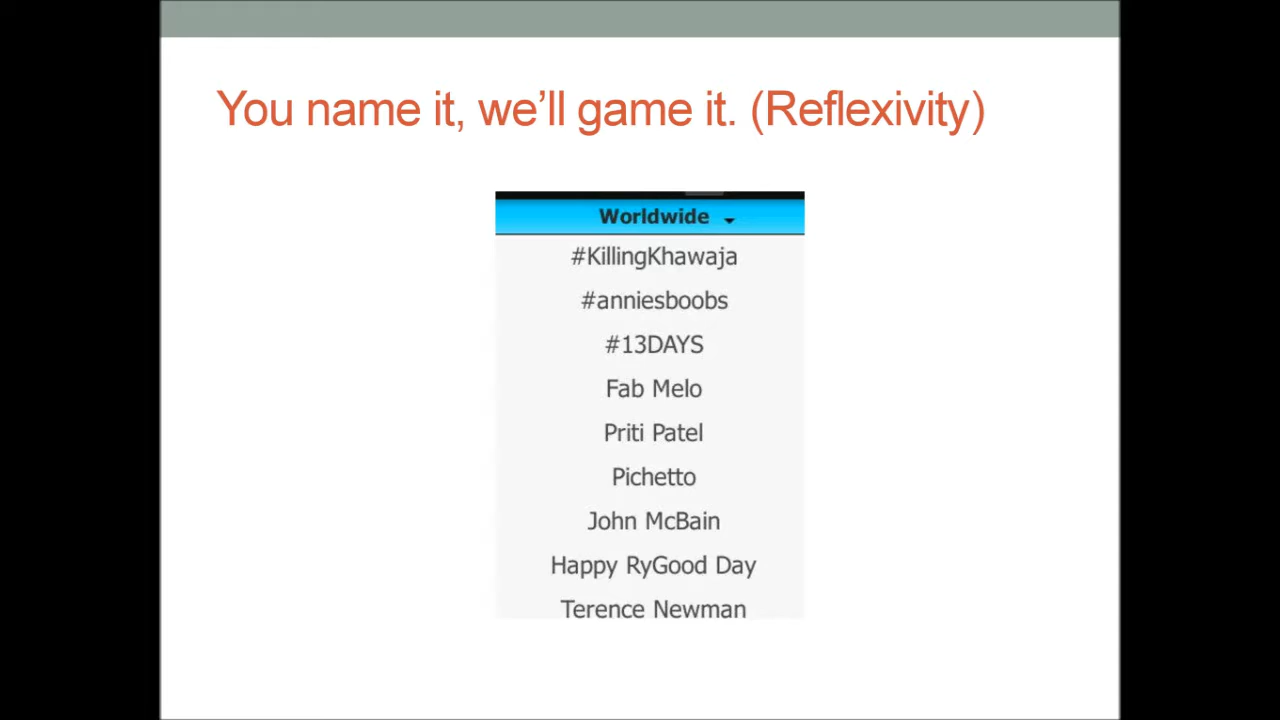 You name it, we'll game it. (Reflexivity)
Worldwide
#KillingKhawaja
#anniesboobs
#13DAYS
Fab Melo
Priti Patel
Pichetto
John McBain
Happy RyGood Day
Terence Newman